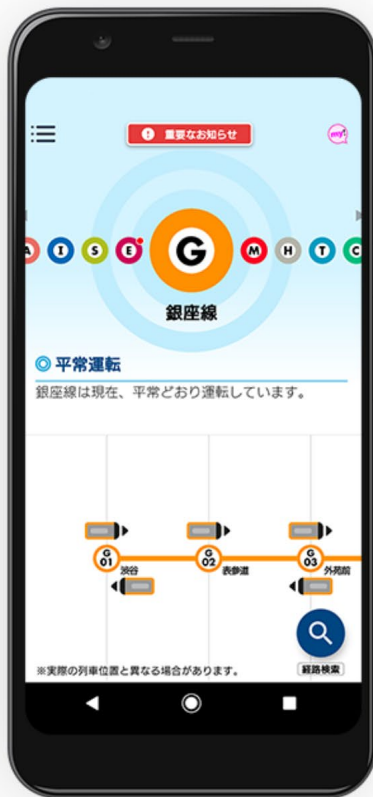 重要なお知らせ
my!
A I S E G M H T C
銀座線
平常運転
銀座線は現在、平常どおり運転しています。
G 01 渋谷
G 02 表参道
G 03 外苑前
※実際の列車位置と異なる場合があります。
経路検索